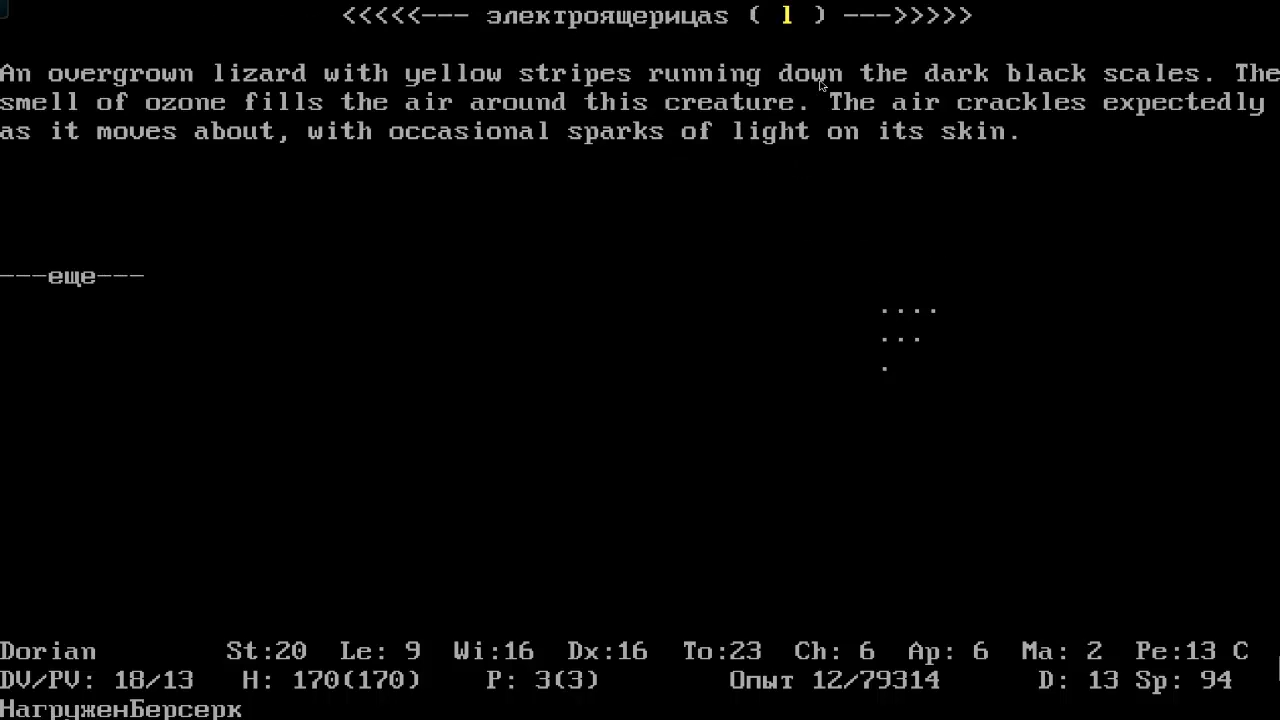 <<<<<--- электроящерицаs ( l ) --->>>>>
An overgrown lizard with yellow stripes running down the dark black scales. The
smell of ozone fills the air around this creature. The air crackles expectedly
as it moves about, with occasional sparks of light on its skin.
---еще---
....
...
.
Dorian St:20 Le: 9 Wi:16 Dx:16 To:23 Ch: 6 Ap: 6 Ma: 2 Pe:13 C
DV/PV: 18/13 H: 170(170) P: 3(3) Опыт 12/79314 D: 13 Sp: 94
НагруженБерсерк